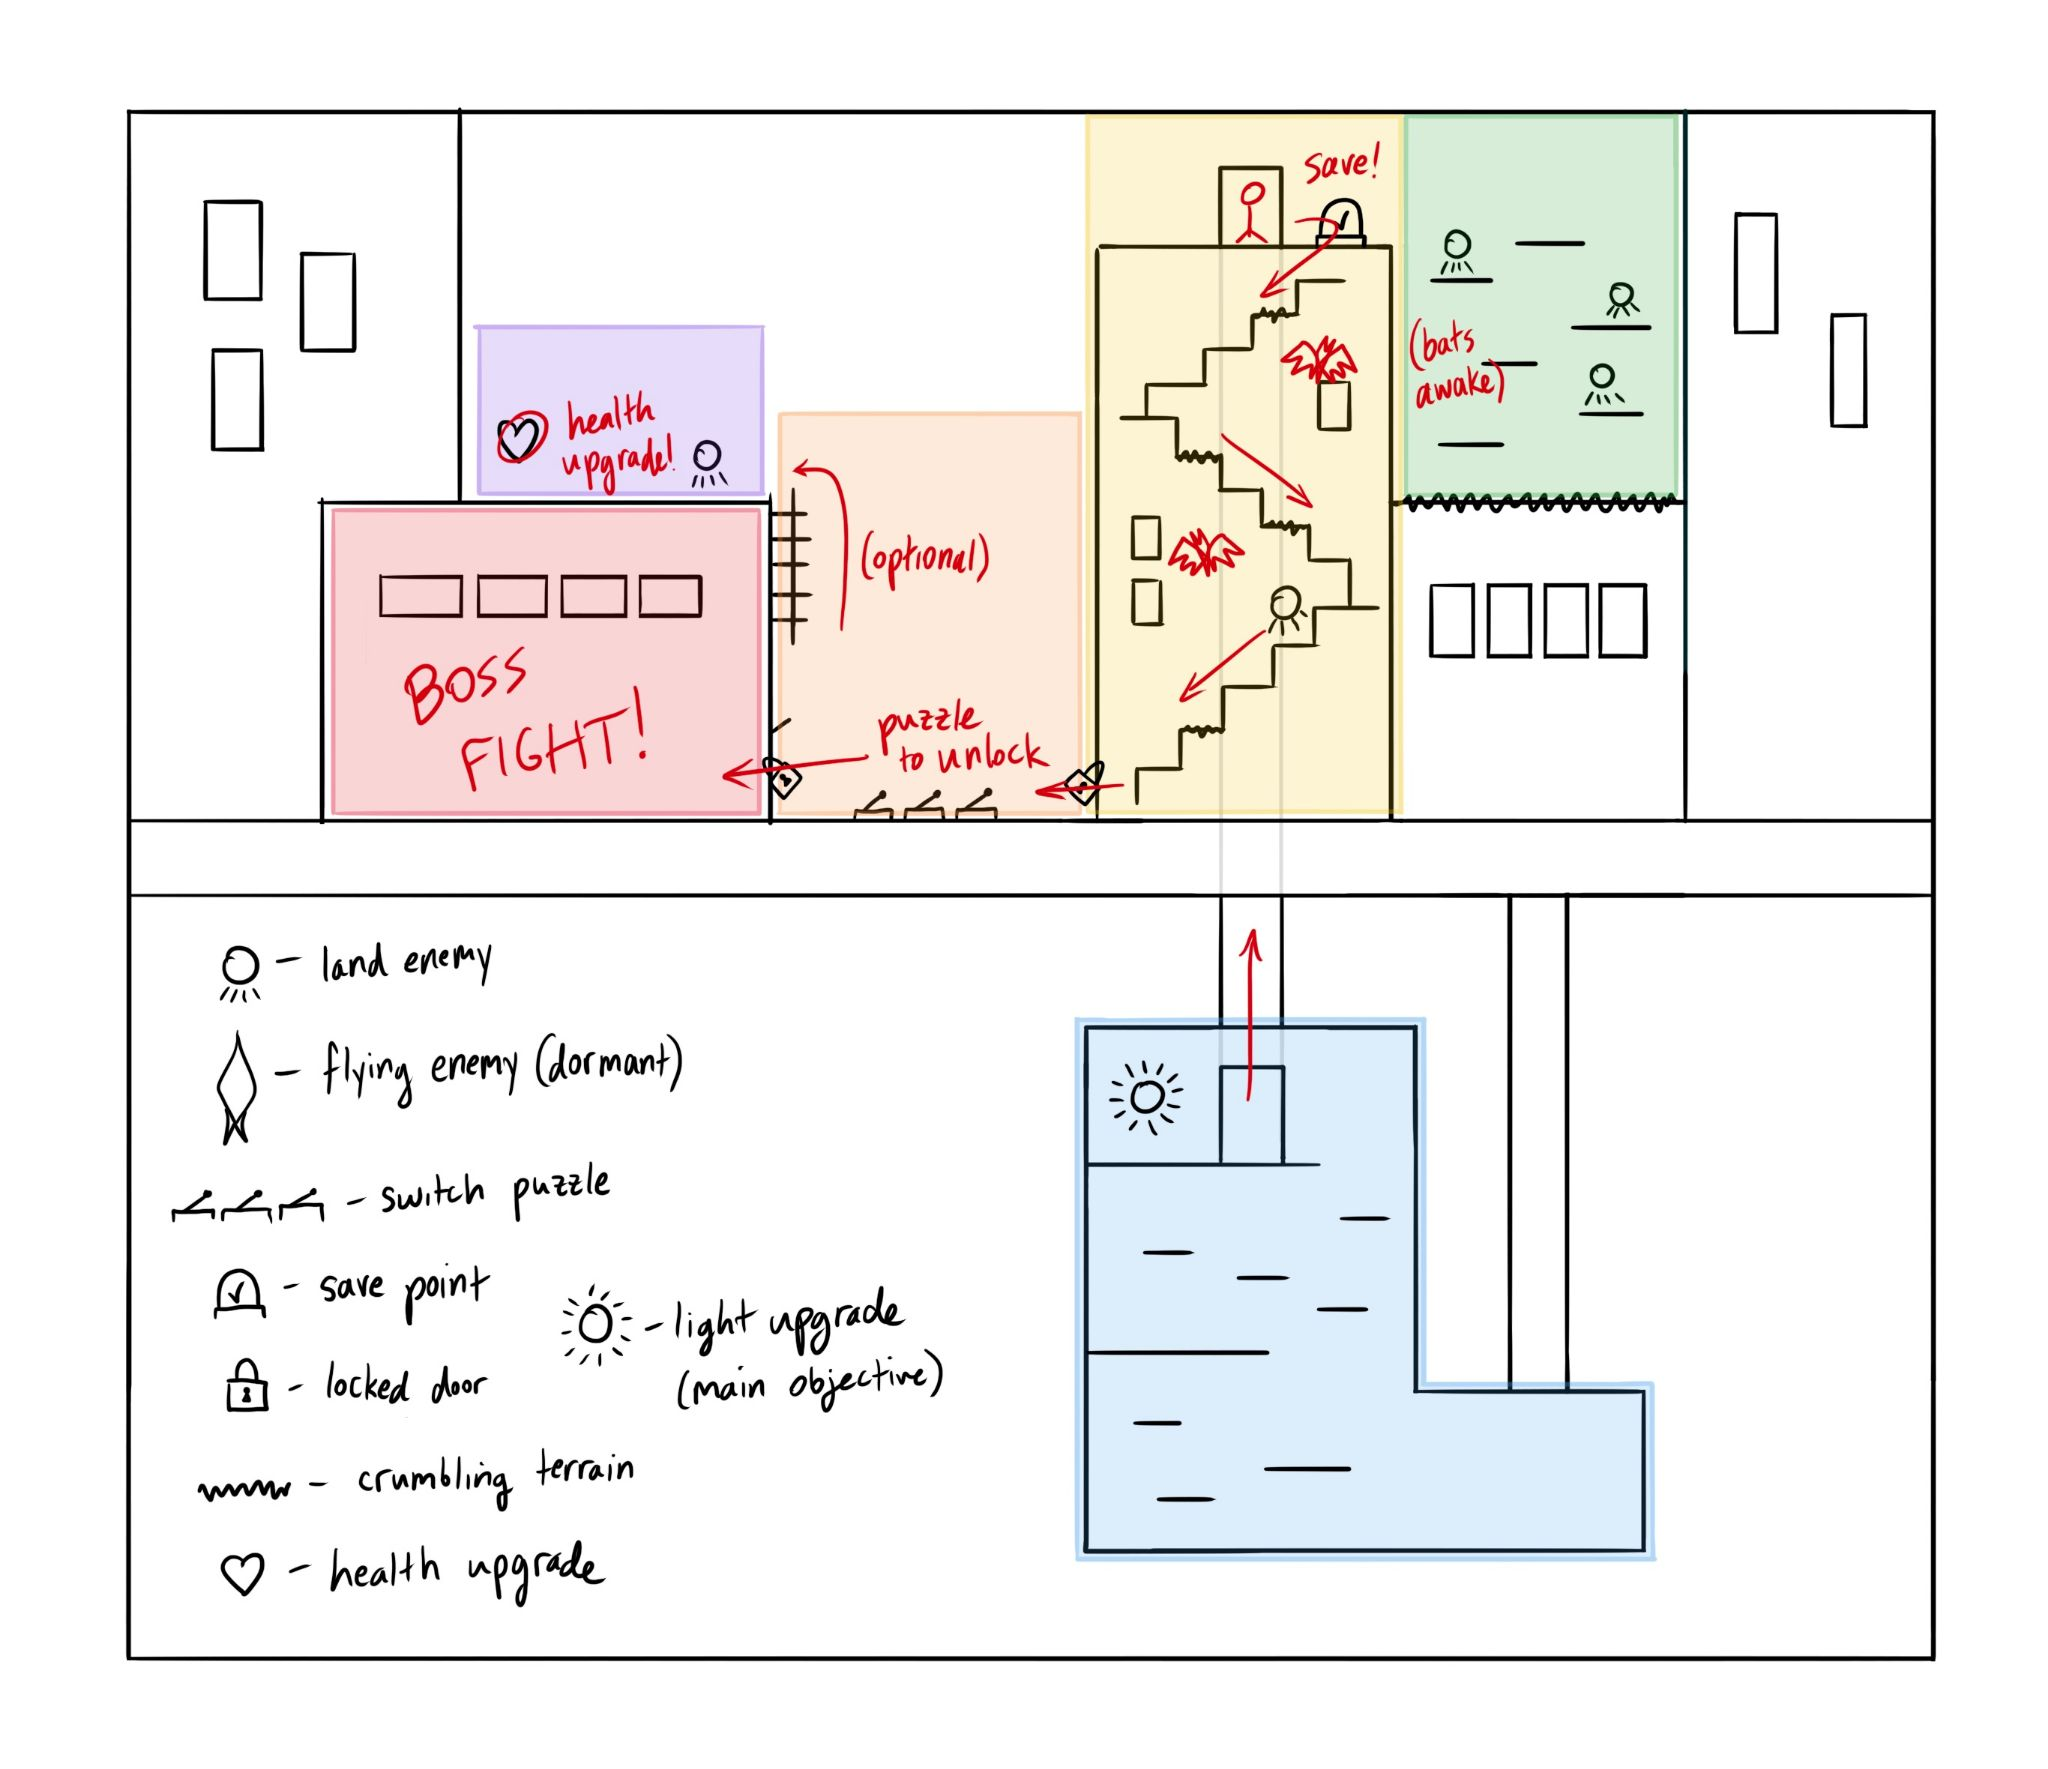 save!
(bats
awake)
health
upgrade!
(optional)
BOSS
FIGHT!
puzzle
to unlock
- land enemy
- flying enemy (dormant)
- switch puzzle
- save point
- light upgrade
(main objective)
- locked door
- crumbling terrain
- health upgrade